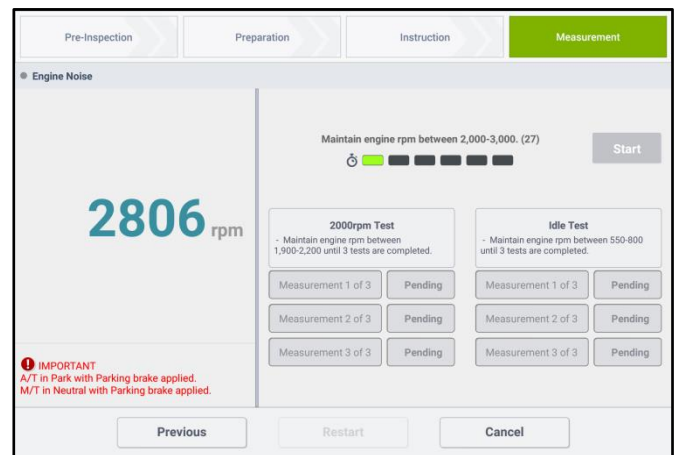 Pre-Inspection
Preparation
Instruction
Measurement
Engine Noise
Maintain engine rpm between 2,000-3,000. (27)
Start
2806 rpm
2000rpm Test
- Maintain engine rpm between
1,900-2,200 until 3 tests are completed.
Measurement 1 of 3
Pending
Measurement 2 of 3
Pending
Measurement 3 of 3
Pending
Idle Test
- Maintain engine rpm between 550-800
until 3 tests are completed.
Measurement 1 of 3
Pending
Measurement 2 of 3
Pending
Measurement 3 of 3
Pending
IMPORTANT
A/T in Park with Parking brake applied.
M/T in Neutral with Parking brake applied.
Previous
Restart
Cancel